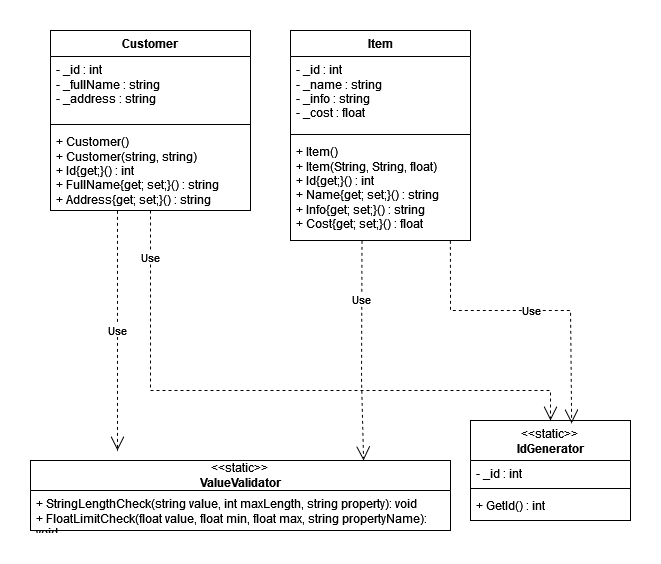 Customer
- _id : int
- _fullName : string
- _address : string
+ Customer()
+ Customer(string, string)
+ Id{get;}() : int
+ FullName{get; set;}() : string
+ Address{get; set;}() : string
Item
- _id : int
- _name : string
- _info : string
- _cost : float
+ Item()
+ Item(String, String, float)
+ Id{get;}() : int
+ Name{get; set;}() : string
+ Info{get; set;}() : string
+ Cost{get; set;}() : float
Use
Use
Use
Use
<<static>>
ValueValidator
+ StringLengthCheck(string value, int maxLength, string property): void
+ FloatLimitCheck(float value, float min, float max, string propertyName):
void
<<static>>
IdGenerator
- _id : int
+ GetId() : int